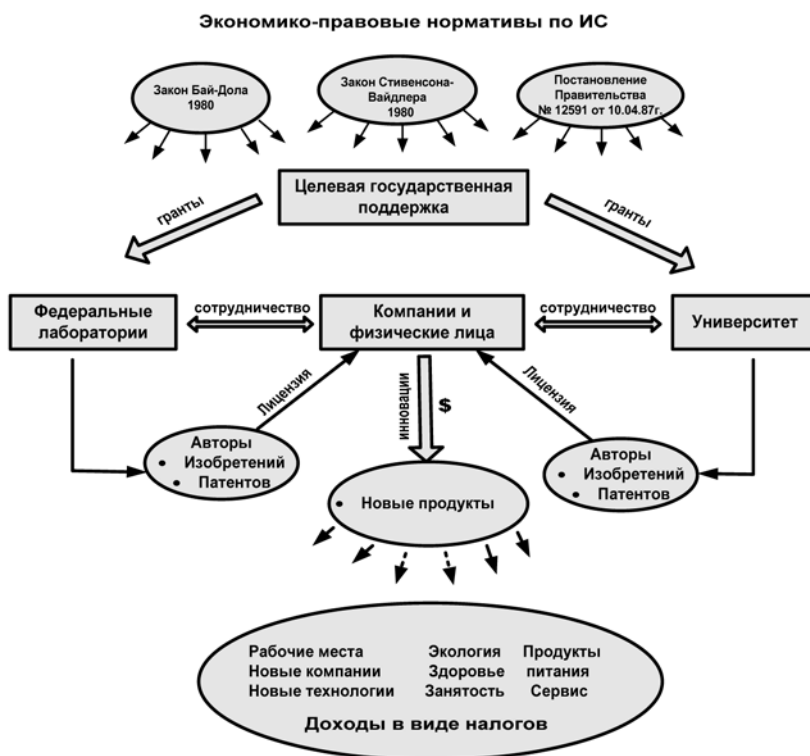 Экономико-правовые нормативы по ИС
Закон Бай-Дола
1980
Закон Стивенсона-
Вайдлера
1980
Постановление
Правительства
№ 12591 от 10.04.87г.
Целевая государственная
поддержка
гранты
гранты
Федеральные
лаборатории
сотрудничество
Компании и
физические лица
сотрудничество
Университет
Лицензия
инновации
$
Лицензия
Авторы
• Изобретений
• Патентов
Авторы
• Изобретений
• Патентов
• Новые продукты
Рабочие места Экология Продукты
Новые компании Здоровье питания
Новые технологии Занятость Сервис
Доходы в виде налогов